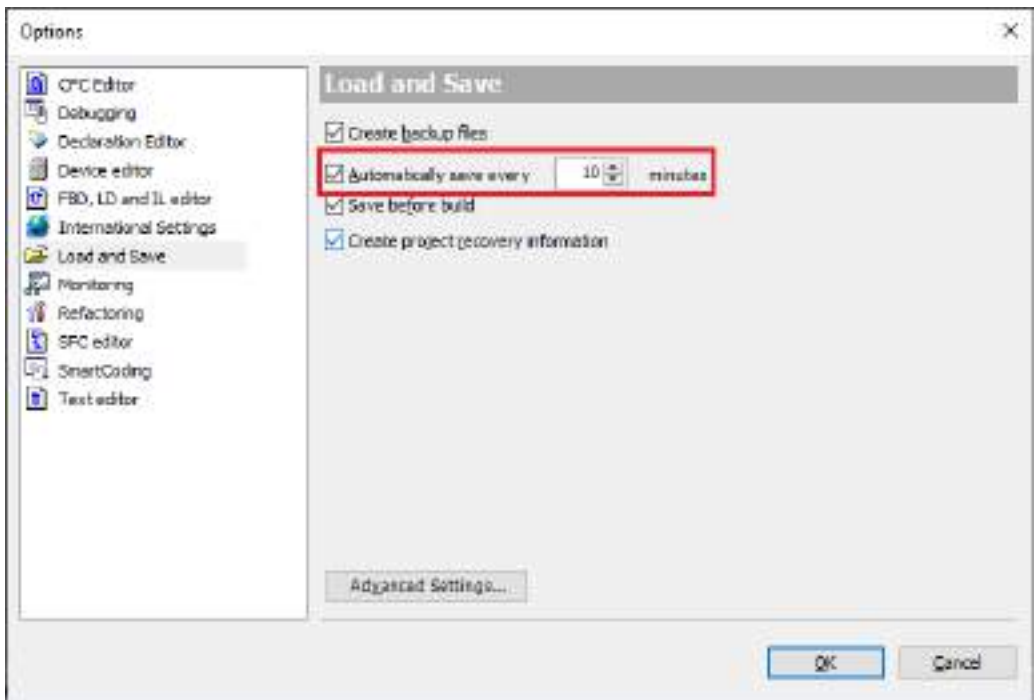 Options
CFC Editor
Debugging
Declaration Editor
Device editor
FBD, LD and IL editor
International Settings
Load and Save
Monitoring
Refactoring
SFC editor
SmartCoding
Text editor
Load and Save
Create backup files
Automatically save every 10 minutes
Save before build
Create project recovery information
Advanced Settings...
OK
Cancel